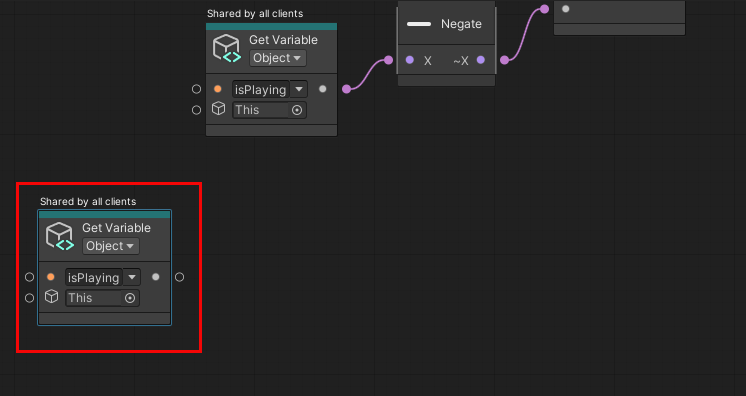 Shared by all clients
Get Variable
Object
isPlaying
This
Negate
X ~X
Shared by all clients
Get Variable
Object
isPlaying
This